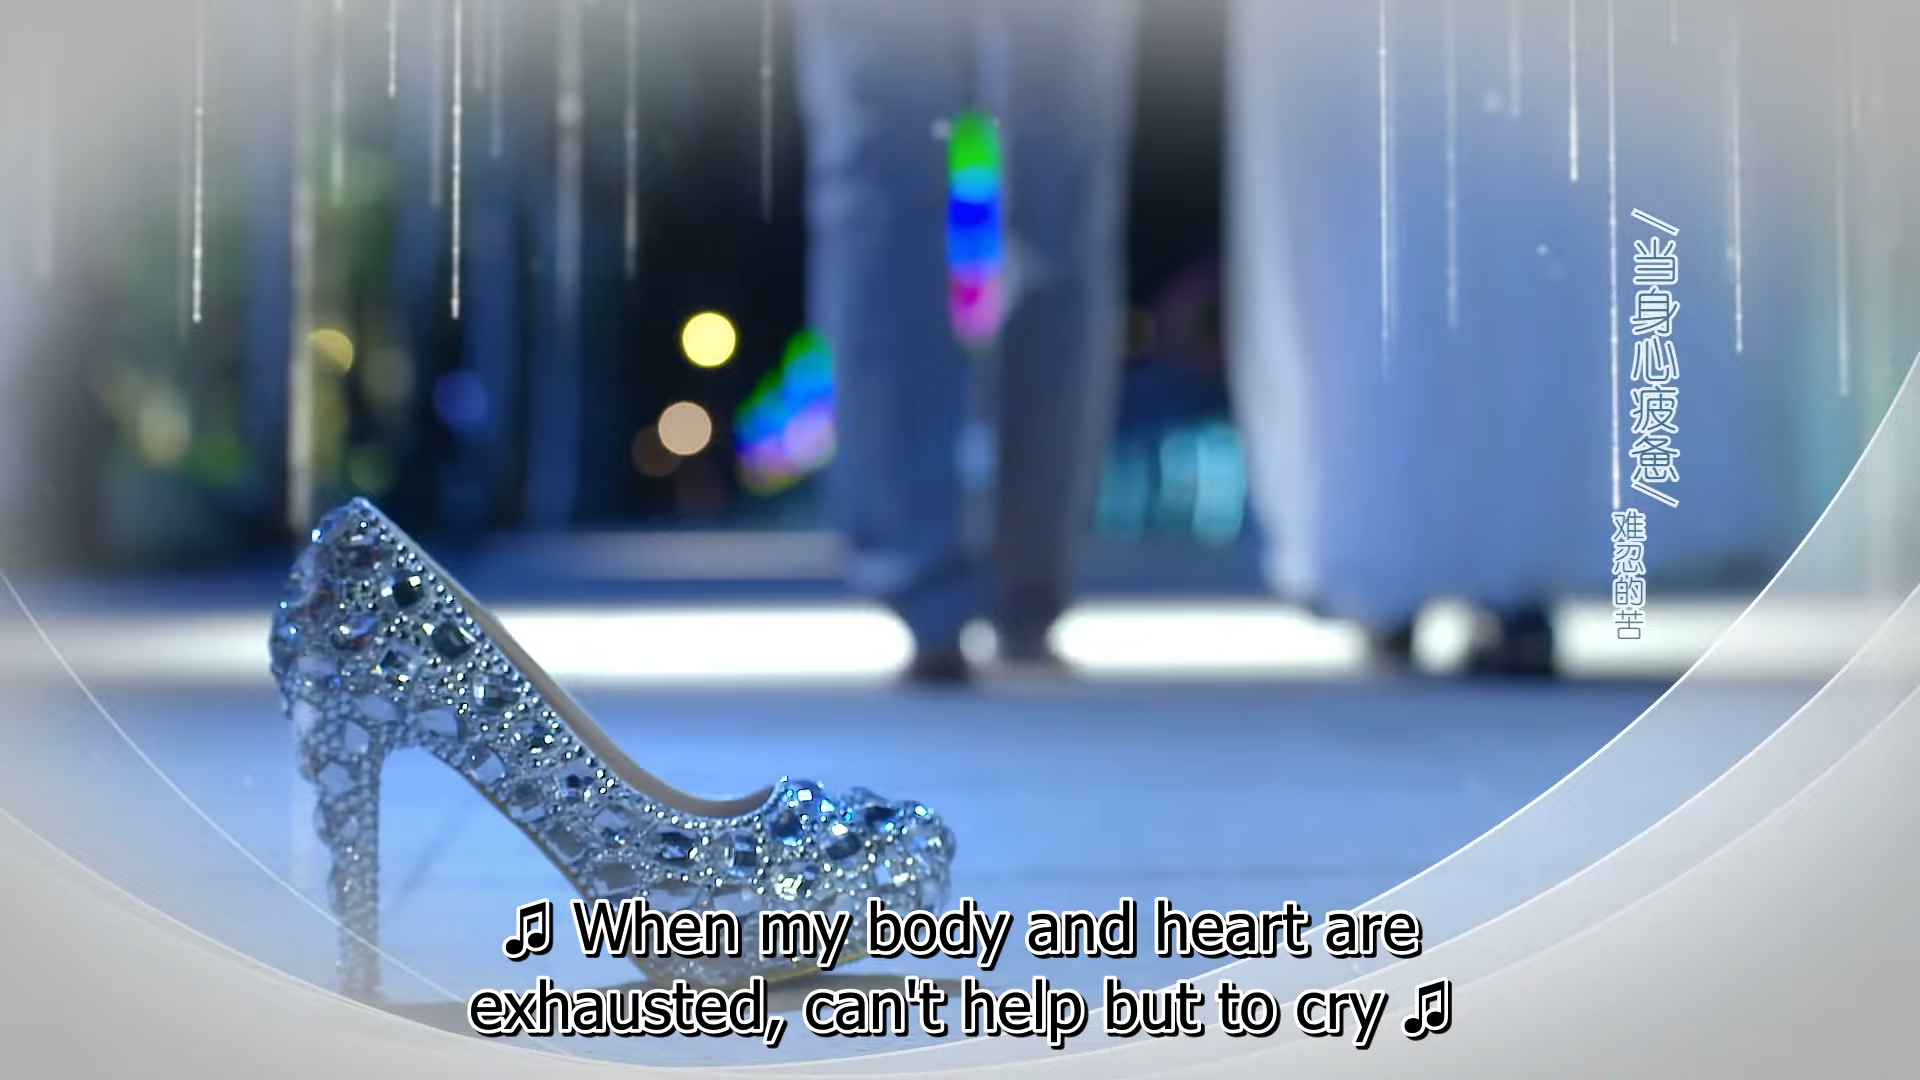 /当身心疲惫/
难忍的苦
♫ When my body and heart are
exhausted, can't help but to cry ♫